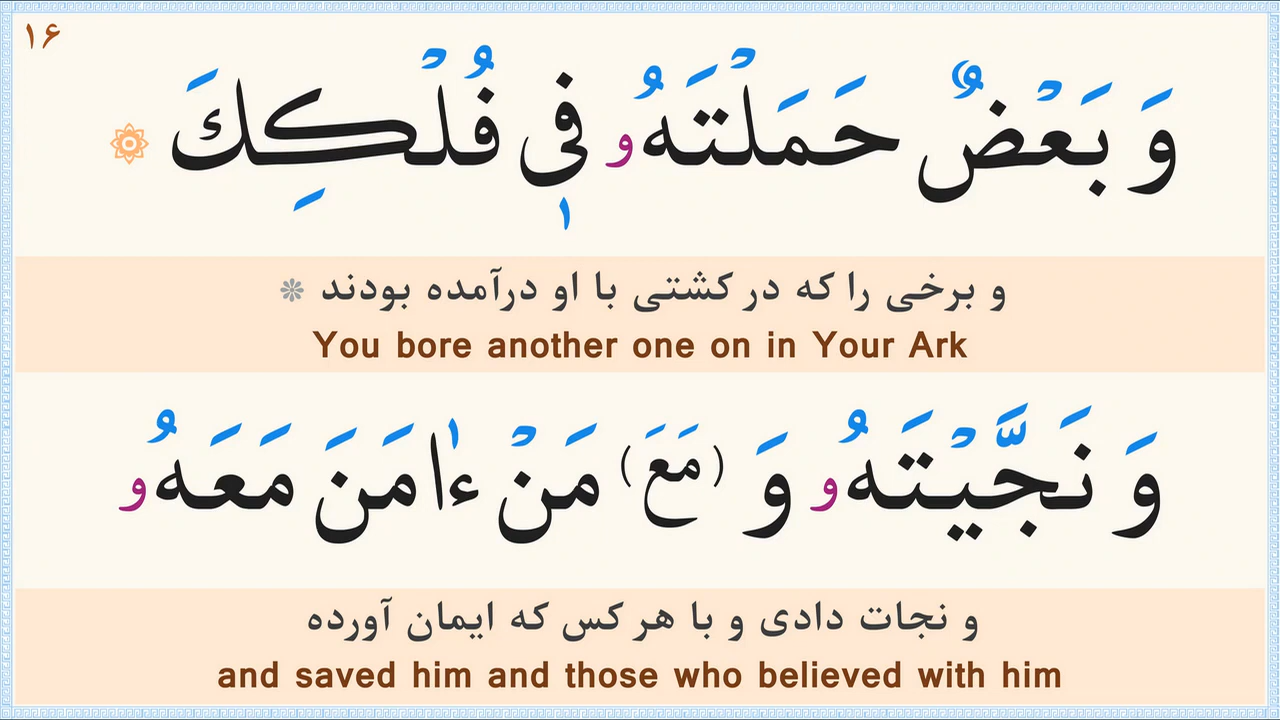 ۱۶
وَ بَعْضٌ حَمَلْتَهُو فِی فُلْکِکَ
و برخی را که در کشتی با او درآمده بودند
You bore another one on in Your Ark
وَ نَجَّیْتَهُو وَ (مَعَ) مَنْ ءٰامَنَ مَعَهُو
و نجات دادی و با هر کس که ایمان آورده
and saved him and those who believed with him